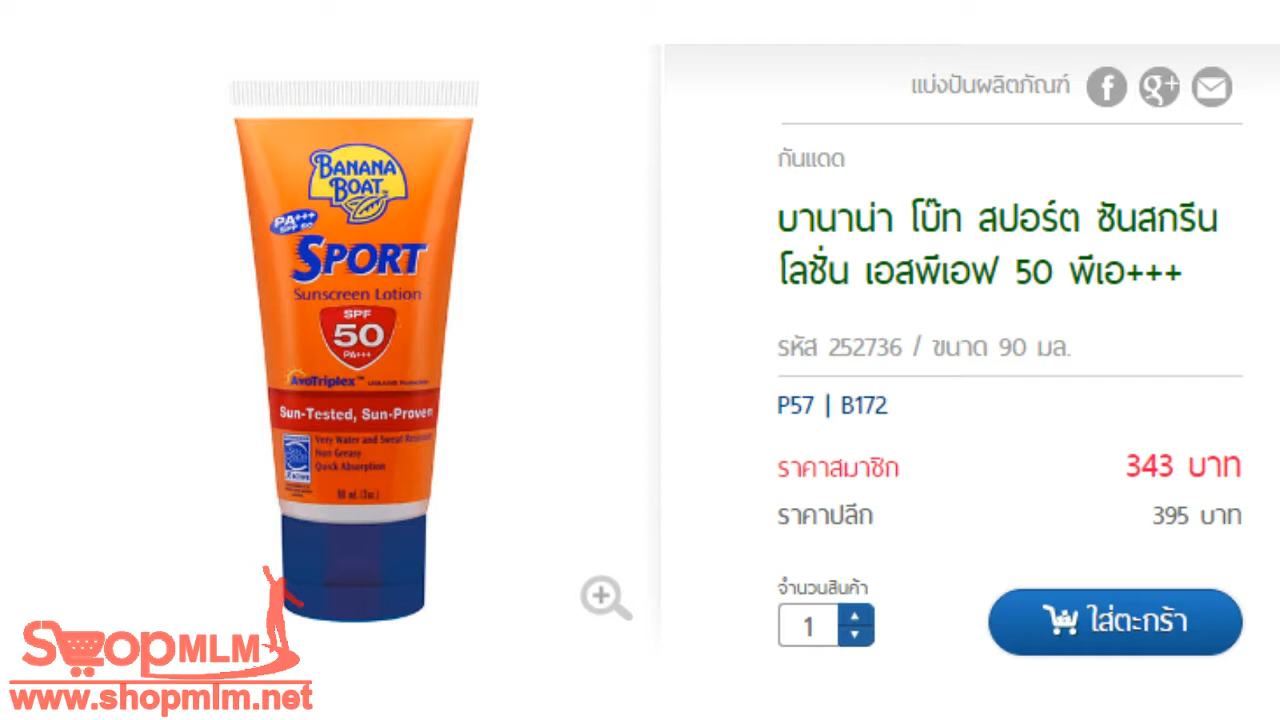 BANANA
BOAT™
PA+++
SPF 50
SPORT
Sunscreen Lotion
SPF
50
PA+++
AvoTriplex™
Sun-Tested, Sun-Proven
Very Water and Sweat
Non Greasy
Quick Absorption
90 ml.
SHOPMLM
www.shopmlm.net
แบ่งปันผลิตภัณฑ์
f
g+
กันแดด
บานาน่า โบ๊ท สปอร์ต ซันสกรีน
โลชั่น เอสพีเอฟ 50 พีเอ+++
รหัส 252736 / ขนาด 90 มล.
P57 | B172
ราคาสมาชิก 343 บาท
ราคาปลีก 395 บาท
จำนวนสินค้า
1
ใส่ตะกร้า